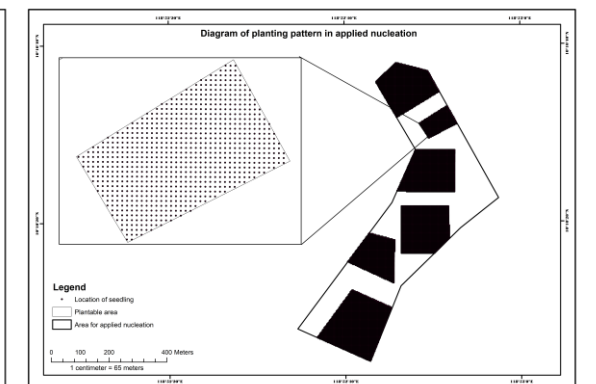 Diagram of planting pattern in applied nucleation
Legend
Location of seedling
Plantable area
Area for applied nucleation
0 100 200 400 Meters
1 centimeter = 65 meters